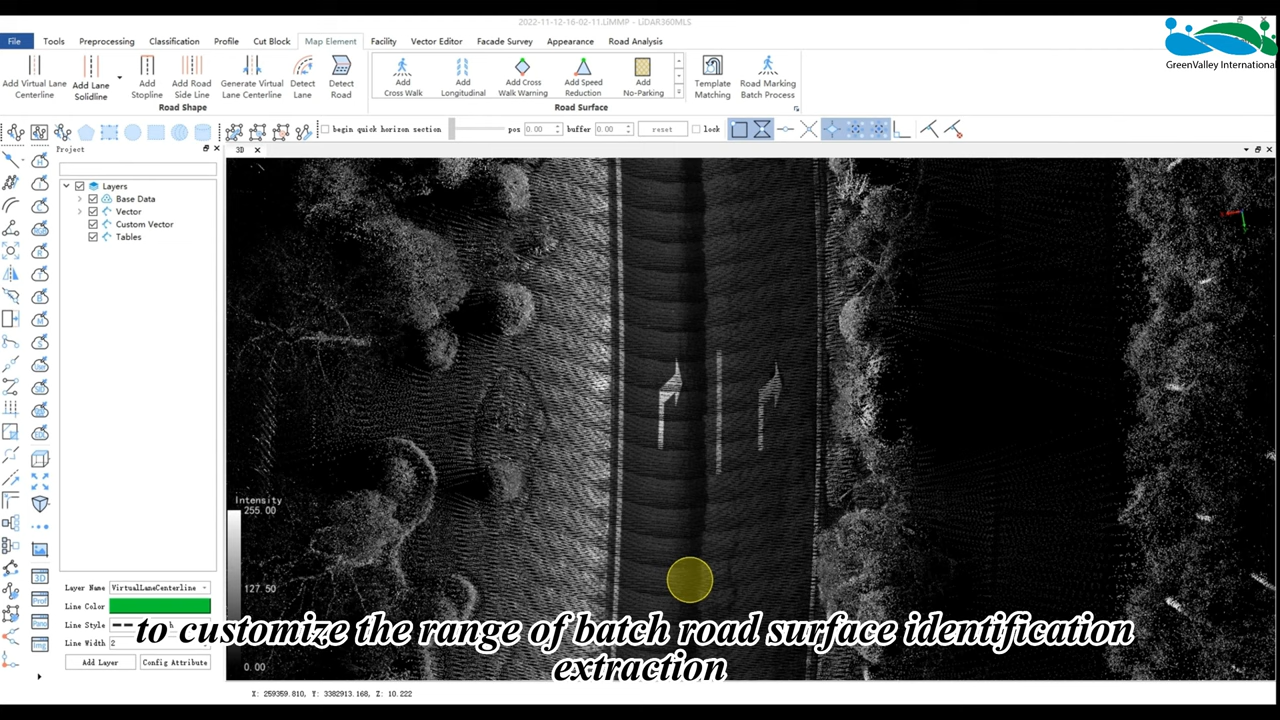 2022-11-12-16-02-11.LiMMP - LiDAR360MLS
GreenValley International
File Tools Preprocessing Classification Profile Cut Block Map Element Facility Vector Editor Facade Survey Appearance Road Analysis
Add Virtual Lane Centerline
Add Lane Solidline
Add Stopline
Add Road Side Line
Generate Virtual Lane Centerline
Detect Lane
Detect Road
Add Cross Walk
Add Longitudinal
Add Cross Walk Warning
Add Speed Reduction
Add No-Parking
Template Matching
Road Marking Batch Process
Road Shape
Road Surface
begin quick horizon section pos 0.00 buffer 0.00 reset lock
Project
3D
Layers
Base Data
Vector
Custom Vector
Tables
Intensity
255.00
127.50
0.00
Layer Name VirtualLaneCenterline
Line Color
Line Style
Line Width 2
Add Layer Config Attribute
to customize the range of batch road surface identification
extraction
X: 259359.810, Y: 3382913.168, Z: 10.222